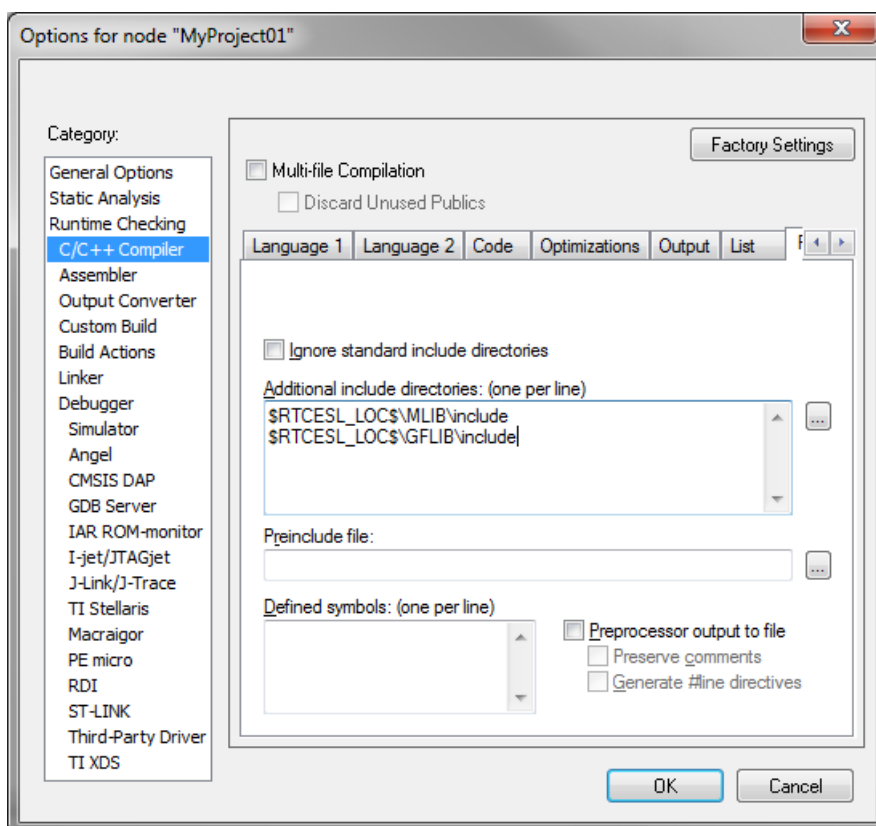 Options for node "MyProject01"
X
Category:
General Options
Static Analysis
Runtime Checking
C/C++ Compiler
Assembler
Output Converter
Custom Build
Build Actions
Linker
Debugger
Simulator
Angel
CMSIS DAP
GDB Server
IAR ROM-monitor
I-jet/JTAGjet
J-Link/J-Trace
TI Stellaris
Macraigor
PE micro
RDI
ST-LINK
Third-Party Driver
TI XDS
Factory Settings
Multi-file Compilation
Discard Unused Publics
Language 1 Language 2 Code Optimizations Output List
Ignore standard include directories
Additional include directories: (one per line)
$RTCESL_LOC$\MLIB\include
$RTCESL_LOC$\GFLIB\include
...
Preinclude file:
...
Defined symbols: (one per line)
Preprocessor output to file
Preserve comments
Generate #line directives
OK Cancel